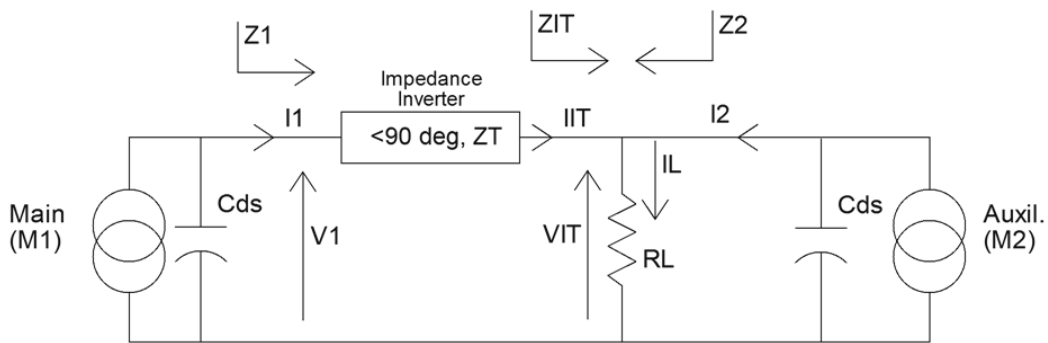 Z1
ZIT
Z2
Impedance
Inverter
I1
<90 deg, ZT
IIT
I2
IL
Main
(M1)
Cds
V1
VIT
RL
Cds
Auxil.
(M2)